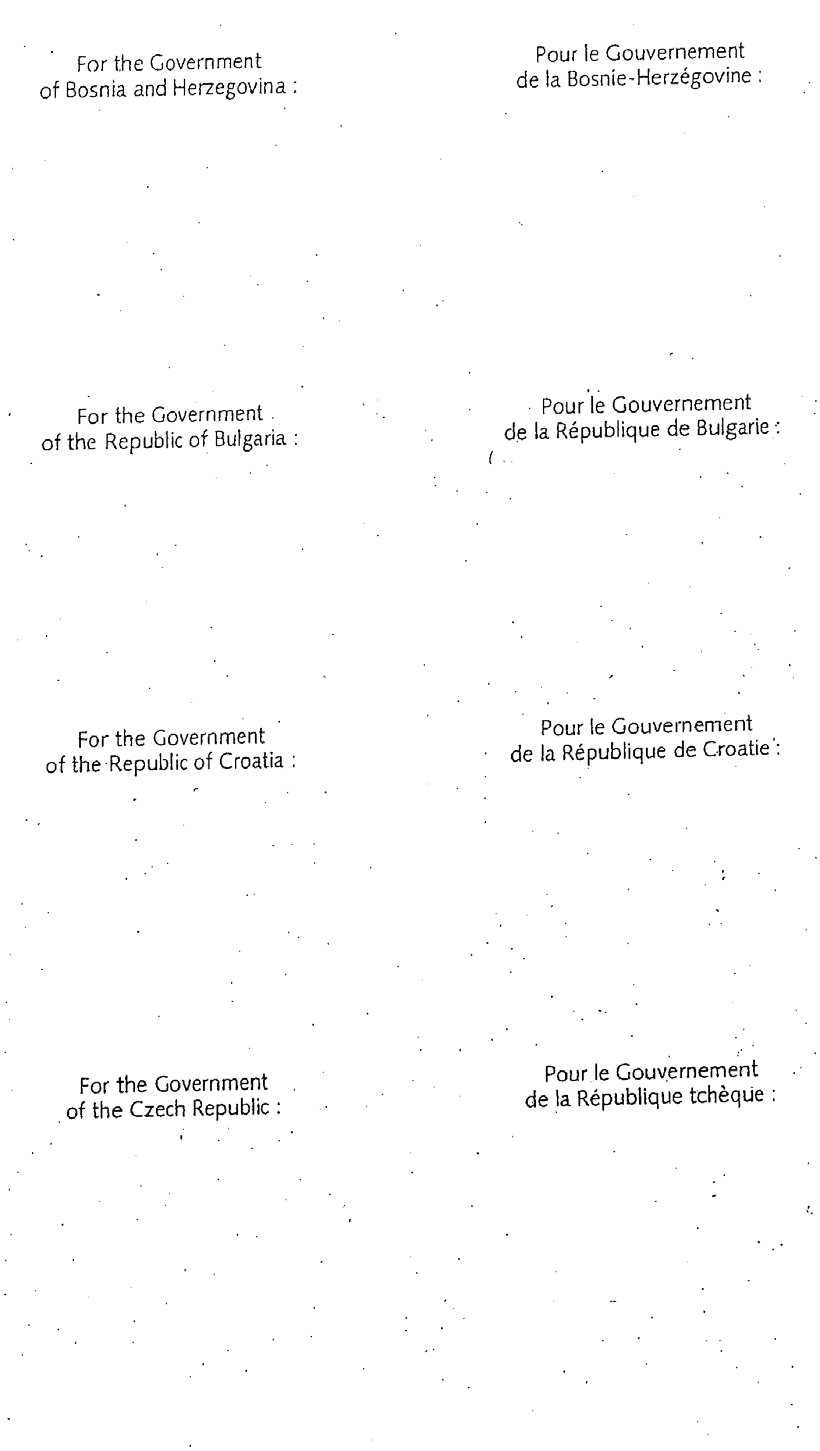 For the Government
of Bosnia and Herzegovina :
Pour le Gouvernement
de la Bosnie-Herzégovine :
For the Government
of the Republic of Bulgaria :
Pour le Gouvernement
de la République de Bulgarie :
For the Government
of the Republic of Croatia :
Pour le Gouvernement
de la République de Croatie :
For the Government
of the Czech Republic :
Pour le Gouvernement
de la République tchèque :